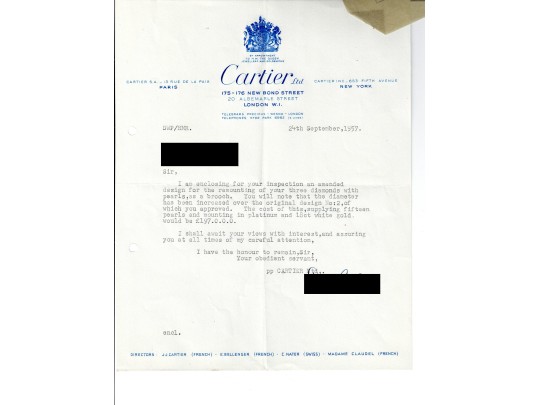 BY APPOINTMENT
CARTIER S.A. - 13 RUE DE LA PAIX
PARIS
Cartier Ltd
175-176 NEW BOND STREET
20 ALBEMARLE STREET
LONDON W.I.
CARTIER INC., 653 FIFTH AVENUE
NEW YORK
24th September,1957.
Sir,
I am enclosing for your inspection an amended
design for the remounting of your three diamonds with
pearls,as a brooch. You will note that the diameter
has been increased over the original design No:2,of
which you approved. The cost of this,supplying fifteen
pearls and mounting in platinum and 18ct white gold
would be £197.0.0.
I shall await your views with interest,and assuring
you at all times of my careful attention,
I have the honour to remain,Sir,
Your obedient servant,
pp CARTIER Ltd.,
encl.
DIRECTORS: J.J.CARTIER (FRENCH) - E.BELLENGER (FRENCH) - C.NATER (SWISS) - MADAME CLAUDEL (FRENCH)